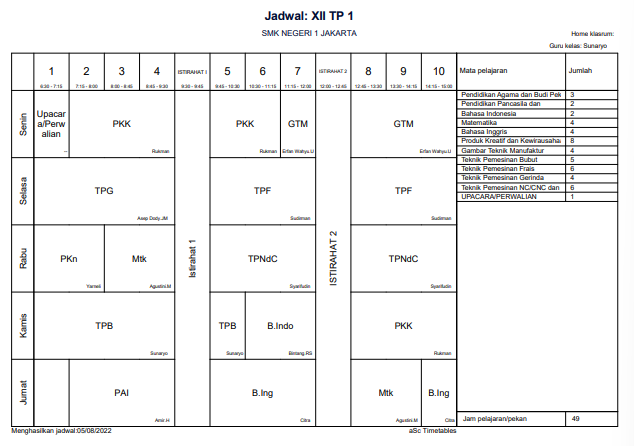 Jadwal: XII TP 1
SMK NEGERI 1 JAKARTA
Home klasrum:
Guru kelas: Sunaryo
1 2 3 4 ISTIRAHAT I 5 6 7 ISTIRAHAT 2 8 9 10 Mata pelajaran Jumlah
6:30 - 7:15 7:15 - 8:00 8:00 - 8:45 8:45 - 9:30 9:30 - 9:45 9:45 - 10:30 10:30 - 11:15 11:15 - 12:00 12:00 - 12:45 12:45 - 13:30 13:30 - 14:15 14:15 - 15:00
Senin
Upacar
a/Perw
alian
PKK
Rukman
PKK
Rukman
GTM
Erfan Wahyu.U
GTM
Erfan Wahyu.U
Selasa
TPG
Asep Dody.JM
TPF
Sudirman
TPF
Sudirman
Rabu
PKn
Yarneli
Mtk
Agustini.M
TPNdC
Syarifudin
TPNdC
Syarifudin
Kamis
TPB
Sunaryo
TPB
Sunaryo
B.Indo
Bintang.RS
PKK
Rukman
Jumat
PAI
Amir.H
B.Ing
Citra
Mtk
Agustini.M
B.Ing
Citra
Istirahat 1
ISTIRAHAT 2
Pendidikan Agama dan Budi Pek 3
Pendidikan Pancasila dan 2
Bahasa Indonesia 2
Matematika 4
Bahasa Inggris 4
Produk Kreatif dan Kewirausaha 8
Gambar Teknik Manufaktur 4
Teknik Pemesinan Bubut 5
Teknik Pemesinan Frais 6
Teknik Pemesinan Gerinda 4
Teknik Pemesinan NC/CNC dan 6
UPACARA/PERWALIAN 1
Jam pelajaran/pekan 49
Menghasilkan jadwal:05/08/2022
aSc Timetables